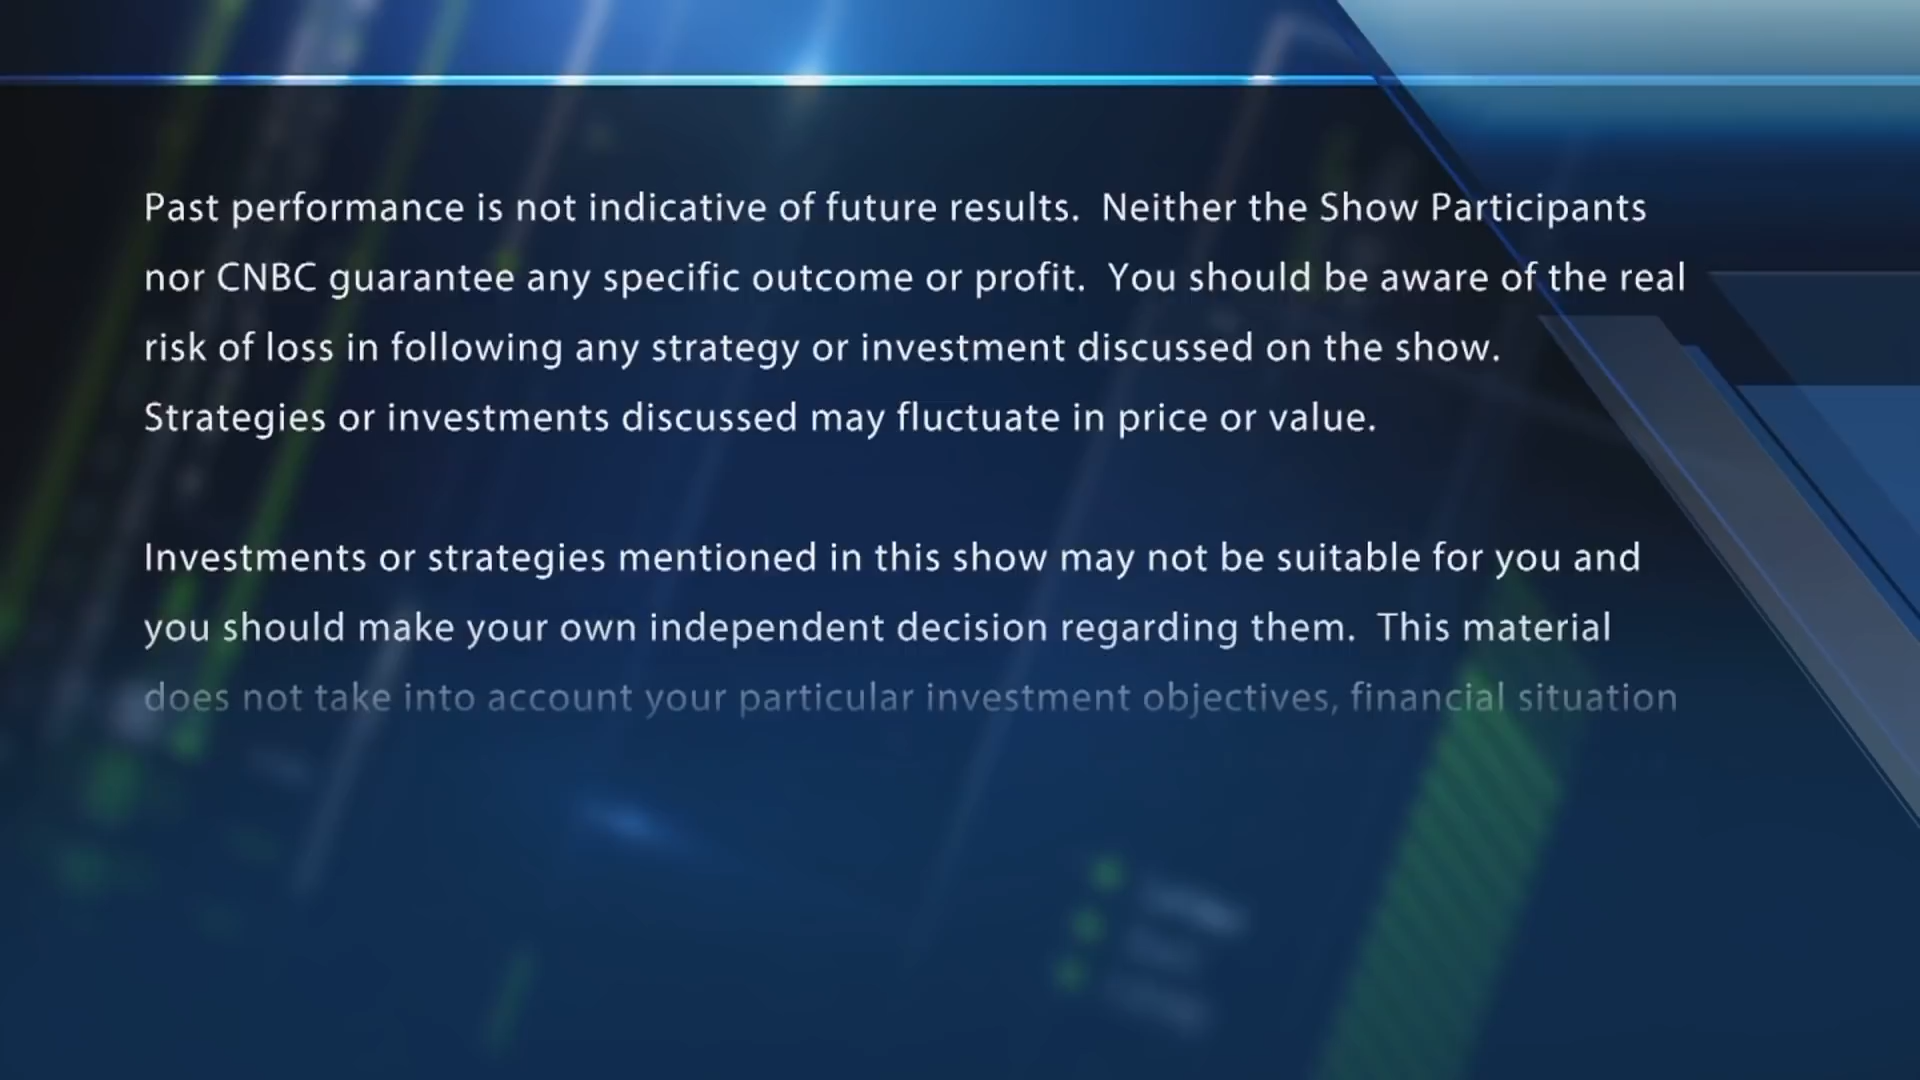 Past performance is not indicative of future results.  Neither the Show Participants
nor CNBC guarantee any specific outcome or profit.  You should be aware of the real
risk of loss in following any strategy or investment discussed on the show.
Strategies or investments discussed may fluctuate in price or value.
Investments or strategies mentioned in this show may not be suitable for you and
you should make your own independent decision regarding them.  This material
does not take into account your particular investment objectives, financial situation